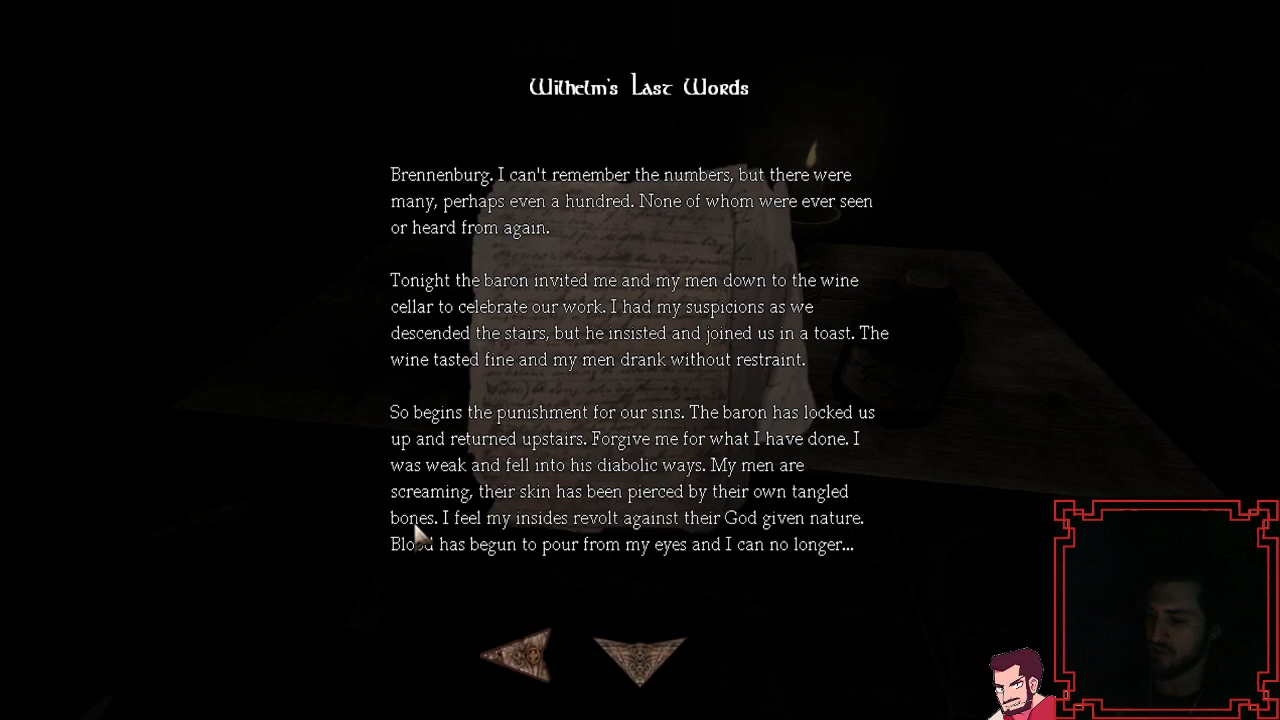 Wilhelm's Last Words
Brennenburg. I can't remember the numbers, but there were
many, perhaps even a hundred. None of whom were ever seen
or heard from again.
Tonight the baron invited me and my men down to the wine
cellar to celebrate our work. I had my suspicions as we
descended the stairs, but he insisted and joined us in a toast. The
wine tasted fine and my men drank without restraint.
So begins the punishment for our sins. The baron has locked us
up and returned upstairs. Forgive me for what I have done. I
was weak and fell into his diabolic ways. My men are
screaming, their skin has been pierced by their own tangled
bones. I feel my insides revolt against their God given nature.
Blood has begun to pour from my eyes and I can no longer...